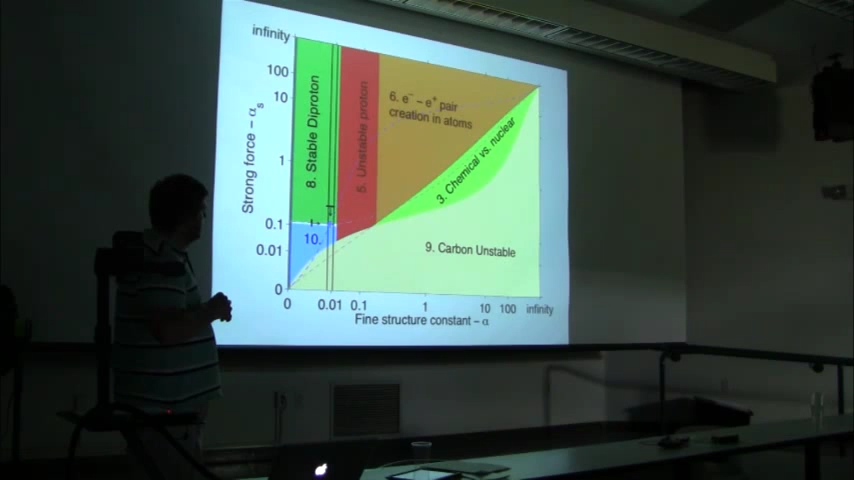 infinity
100
10
1
0.1
0.01
0
Strong force – αs
8. Stable Diproton
5. Unstable proton
6. e⁻ – e⁺ pair
creation in atoms
3. Chemical vs. nuclear
10.
9. Carbon Unstable
0 0.01 0.1 1 10 100 infinity
Fine structure constant – α